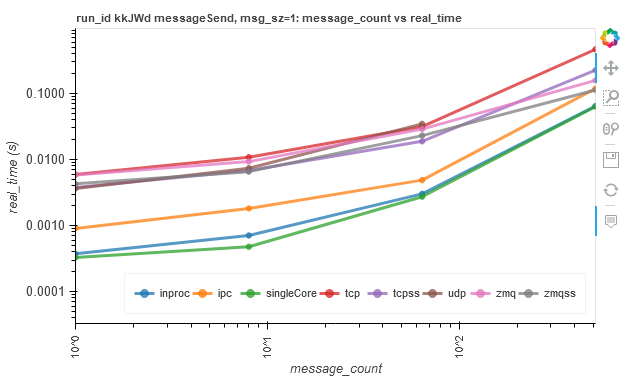 run_id kkJWd messageSend, msg_sz=1: message_count vs real_time
real_time (s)
0.1000
0.0100
0.0010
0.0001
inproc ipc singleCore tcp tcpss udp zmq zmqss
10^0 10^1 10^2
message_count